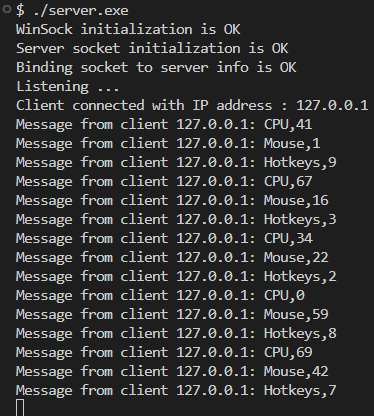 $ ./server.exe
WinSock initialization is OK
Server socket initialization is OK
Binding socket to server info is OK
Listening ...
Client connected with IP address : 127.0.0.1
Message from client 127.0.0.1: CPU,41
Message from client 127.0.0.1: Mouse,1
Message from client 127.0.0.1: Hotkeys,9
Message from client 127.0.0.1: CPU,67
Message from client 127.0.0.1: Mouse,16
Message from client 127.0.0.1: Hotkeys,3
Message from client 127.0.0.1: CPU,34
Message from client 127.0.0.1: Mouse,22
Message from client 127.0.0.1: Hotkeys,2
Message from client 127.0.0.1: CPU,0
Message from client 127.0.0.1: Mouse,59
Message from client 127.0.0.1: Hotkeys,8
Message from client 127.0.0.1: CPU,69
Message from client 127.0.0.1: Mouse,42
Message from client 127.0.0.1: Hotkeys,7